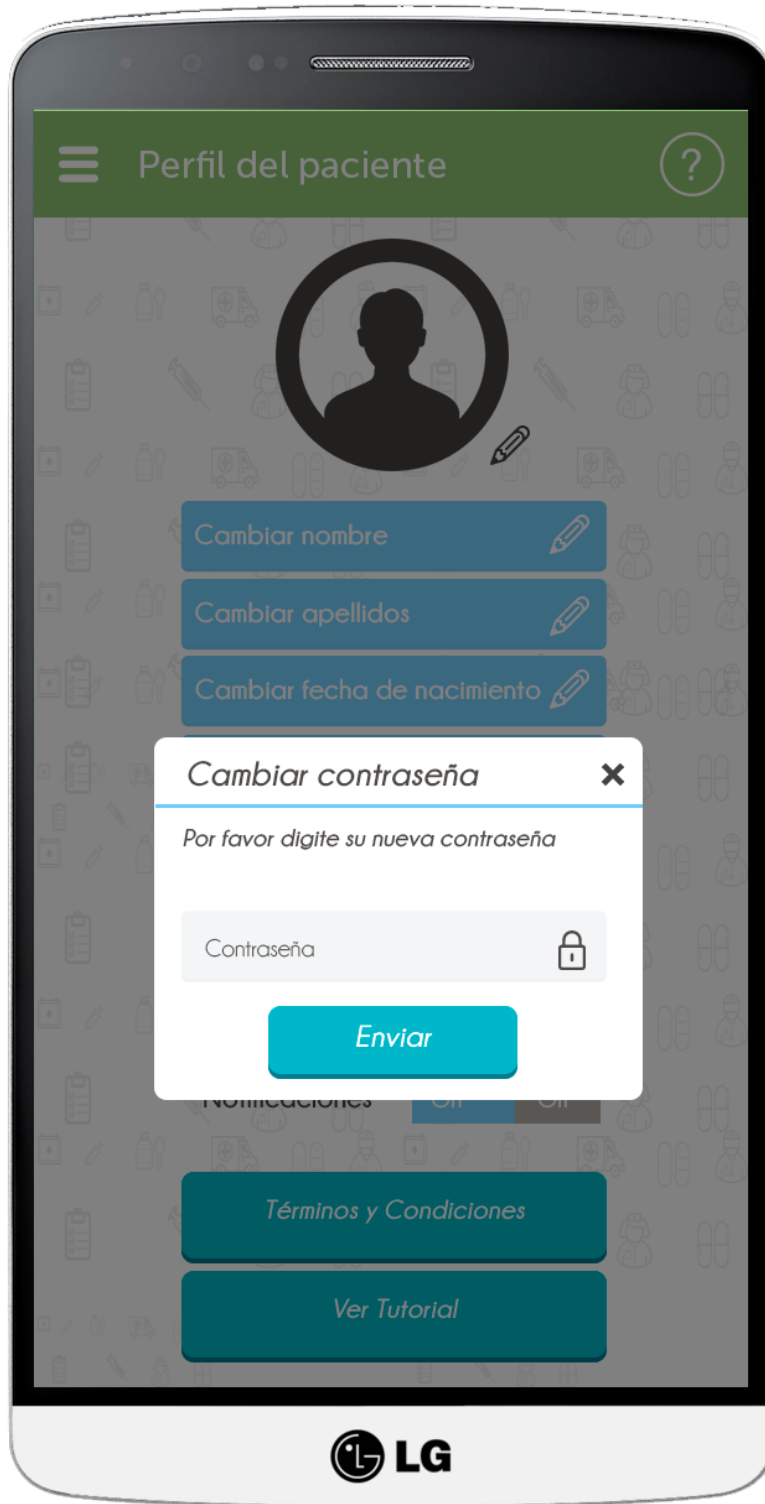 Perfil del paciente
?
Cambiar nombre
Cambiar apellidos
Cambiar fecha de nacimiento
Cambiar contraseña
Por favor digite su nueva contraseña
Contraseña
Enviar
Notificaciones
Términos y Condiciones
Ver Tutorial
LG